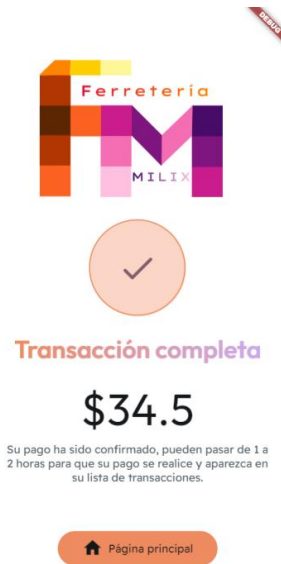 DEBUG
Ferretería
MILIX
Transacción completa
$34.5
Su pago ha sido confirmado, pueden pasar de 1 a
2 horas para que su pago se realice y aparezca en
su lista de transacciones.
Página principal